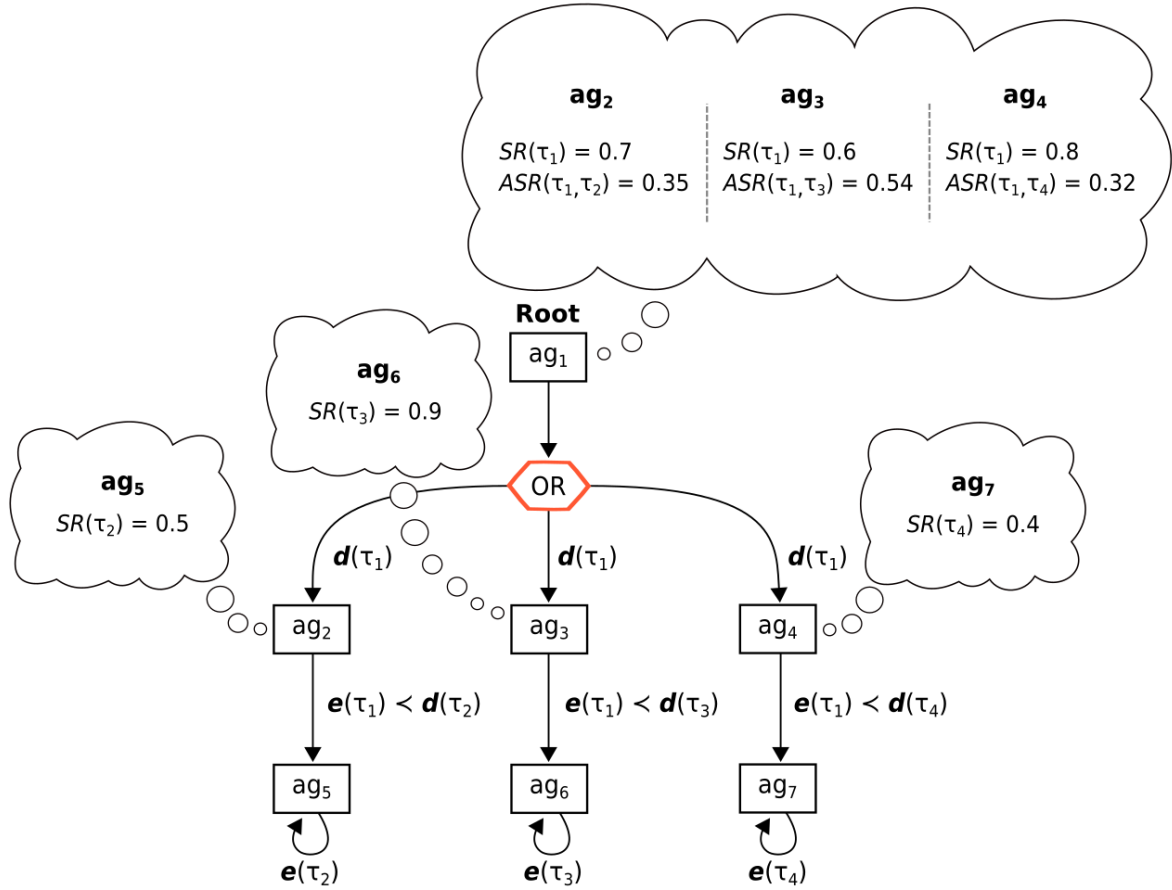 ag₂ ag₃ ag₄
SR(τ₁) = 0.7 SR(τ₁) = 0.6 SR(τ₁) = 0.8
ASR(τ₁,τ₂) = 0.35 ASR(τ₁,τ₃) = 0.54 ASR(τ₁,τ₄) = 0.32
Root
ag₁
ag₆
SR(τ₃) = 0.9
ag₅
SR(τ₂) = 0.5
OR
ag₇
SR(τ₄) = 0.4
d(τ₁) d(τ₁) d(τ₁)
ag₂ ag₃ ag₄
e(τ₁) ≺ d(τ₂) e(τ₁) ≺ d(τ₃) e(τ₁) ≺ d(τ₄)
ag₅ ag₆ ag₇
e(τ₂) e(τ₃) e(τ₄)